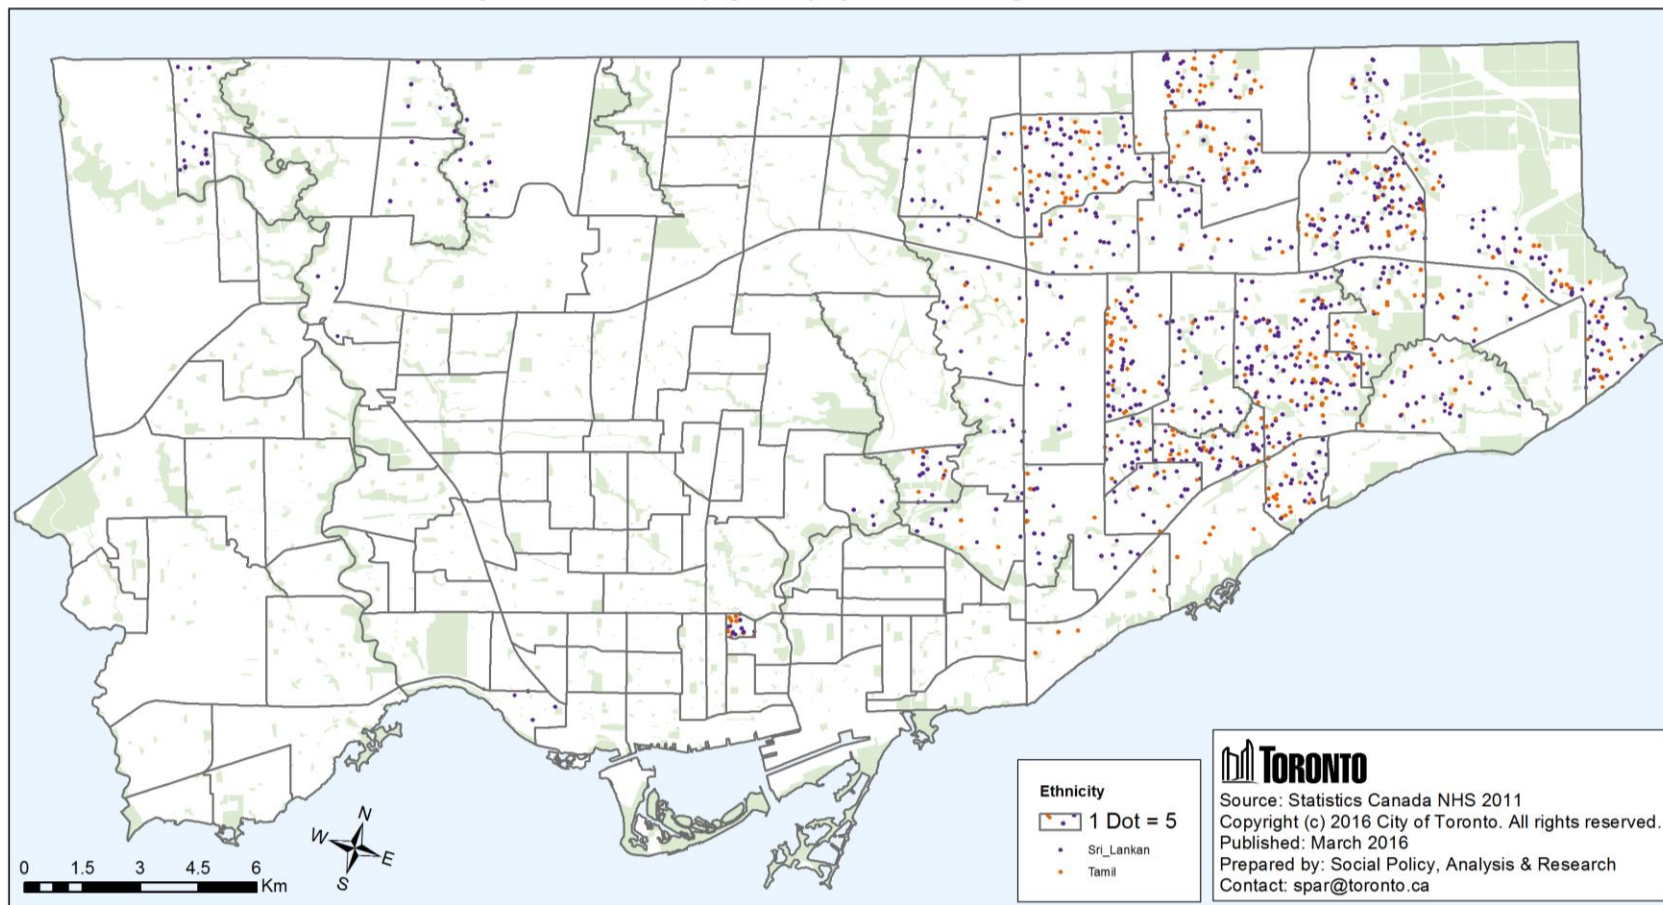 N
W
E
S
0 1.5 3 4.5 6
Km
Ethnicity
1 Dot = 5
Sri_Lankan
Tamil
TORONTO
Source: Statistics Canada NHS 2011
Copyright (c) 2016 City of Toronto. All rights reserved.
Published: March 2016
Prepared by: Social Policy, Analysis & Research
Contact: spar@toronto.ca